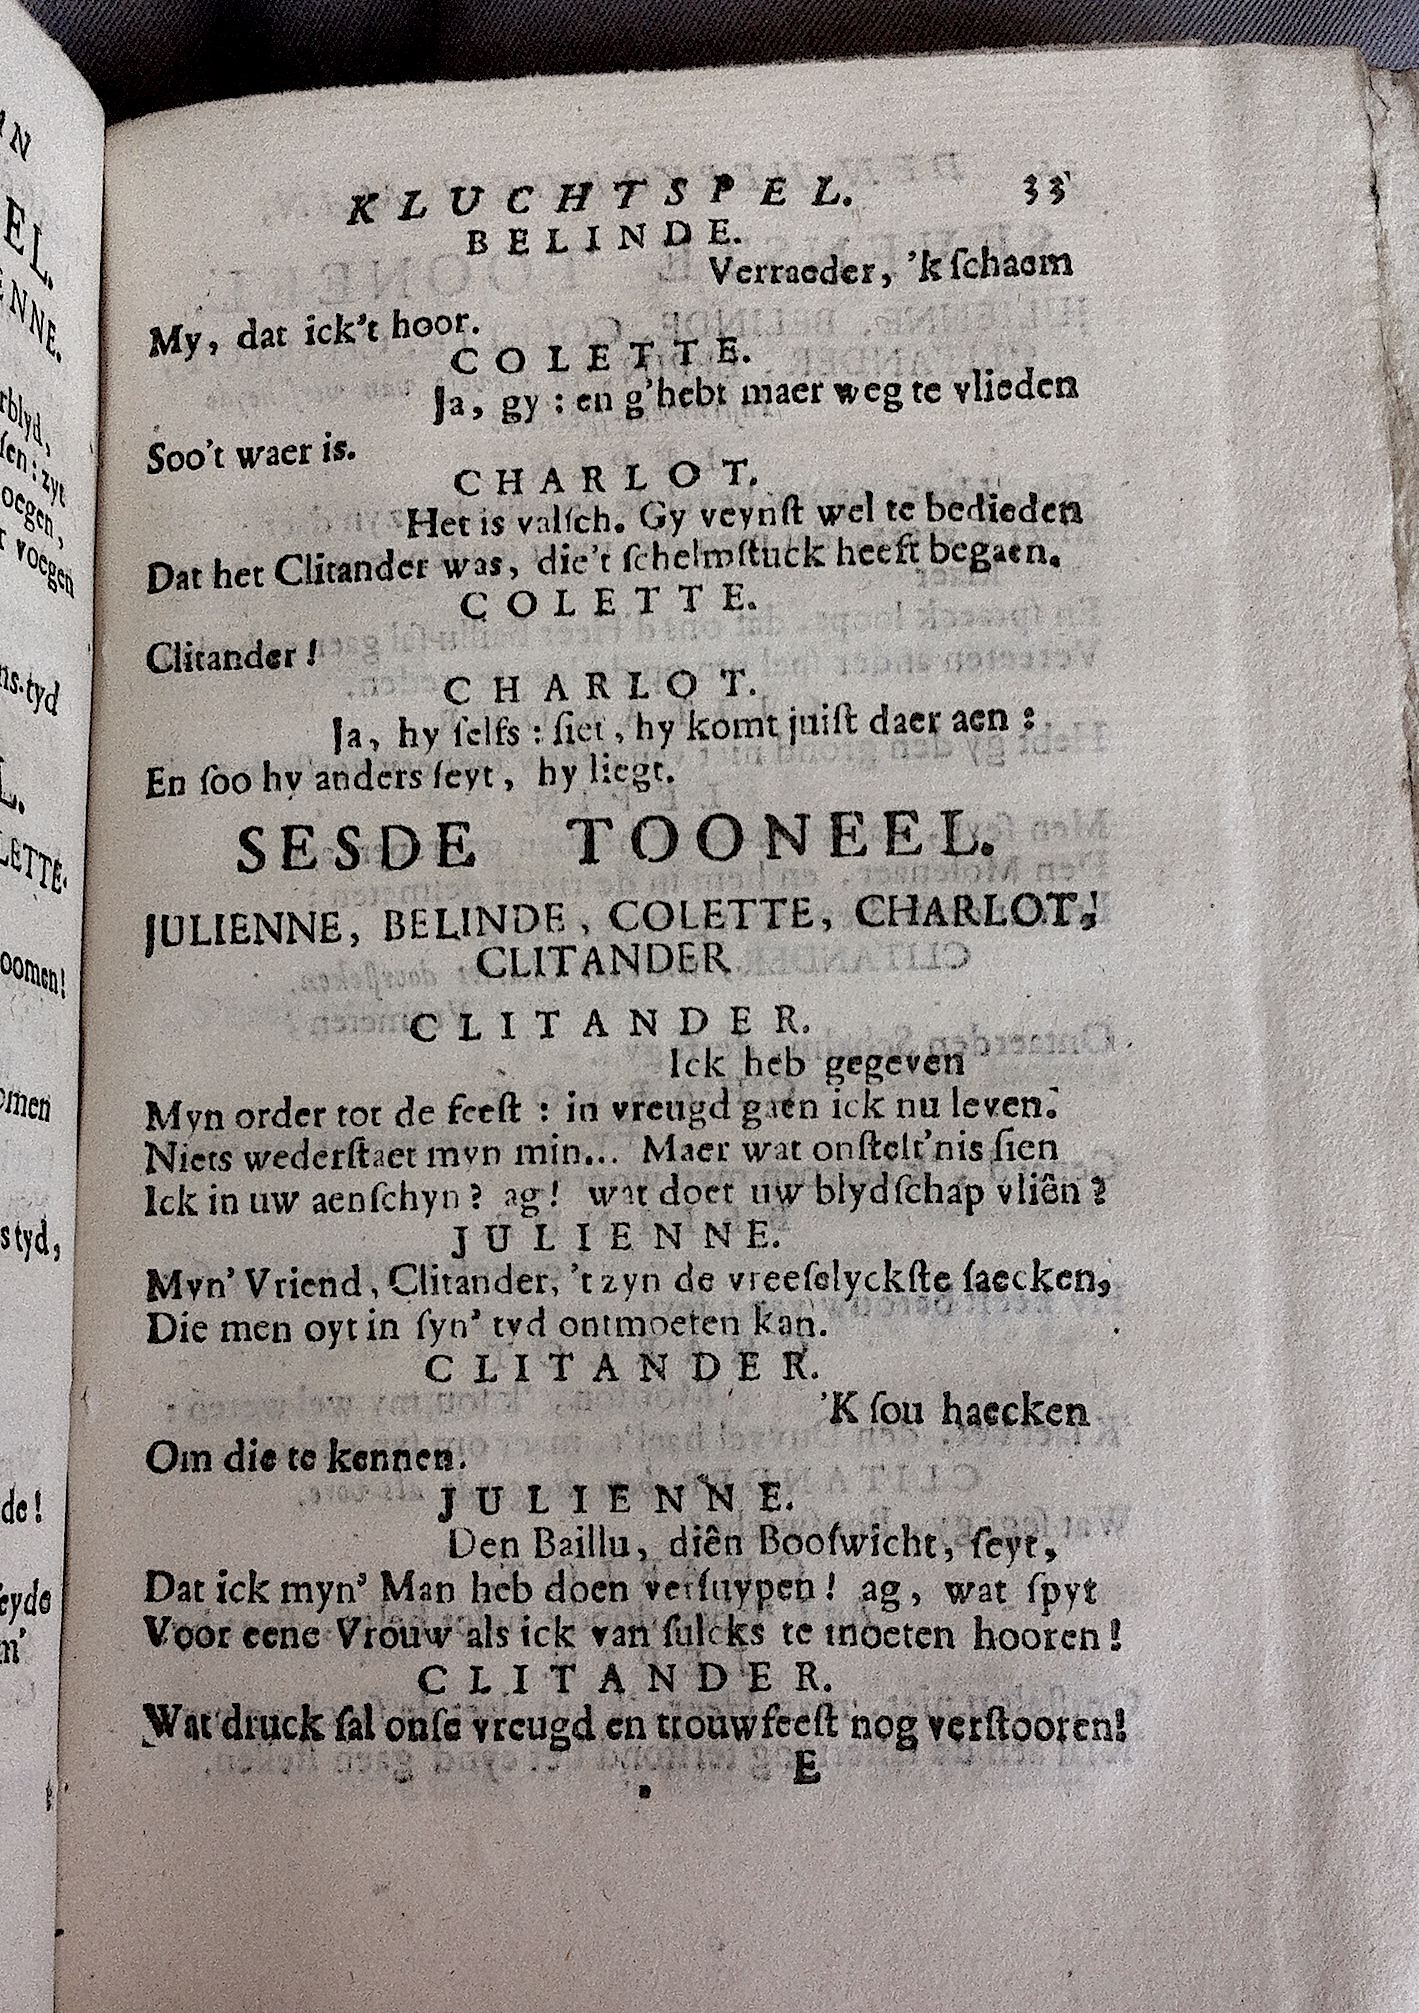 KLUCHTSPEL. 33
BELINDE.
Verraeder, 'k ſchaem
My, dat ick't hoor.
COLETTE.
Ja, gy : en g'hebt maer weg te vlieden
Soo't waer is.
CHARLOT.
Het is valſch. Gy veynſt wel te bedieden
Dat het Clitander was, die't ſchelmſtuck heeft begaen.
COLETTE.
Clitander !
CHARLOT.
Ja, hy ſelfs : ſiet, hy komt juiſt daer aen :
En ſoo hy anders ſeyt, hy liegt.
SESDE TOONEEL.
JULIENNE, BELINDE, COLETTE, CHARLOT,
CLITANDER
CLITANDER.
Ick heb gegeven
Myn order tot de feeſt : in vreugd gaen ick nu leven.
Niets wederſtaet myn min... Maer wat onſtelt'nis ſien
Ick in uw aenſchyn ? ag ! wat doet uw blydſchap vliên ?
JULIENNE.
Myn' Vriend, Clitander, 't zyn de vreeſelyckſte ſaecken,
Die men oyt in ſyn' tyd ontmoeten kan.
CLITANDER.
'K ſou haecken
Om die te kennen.
JULIENNE.
Den Baillu, diên Booſwicht, ſeyt,
Dat ick myn' Man heb doen verſuypen ! ag, wat ſpyt
Voor eene Vrouw als ick van ſulcks te moeten hooren !
CLITANDER.
Wat druck ſal onſe vreugd en trouwfeeſt nog verſtooren!
E